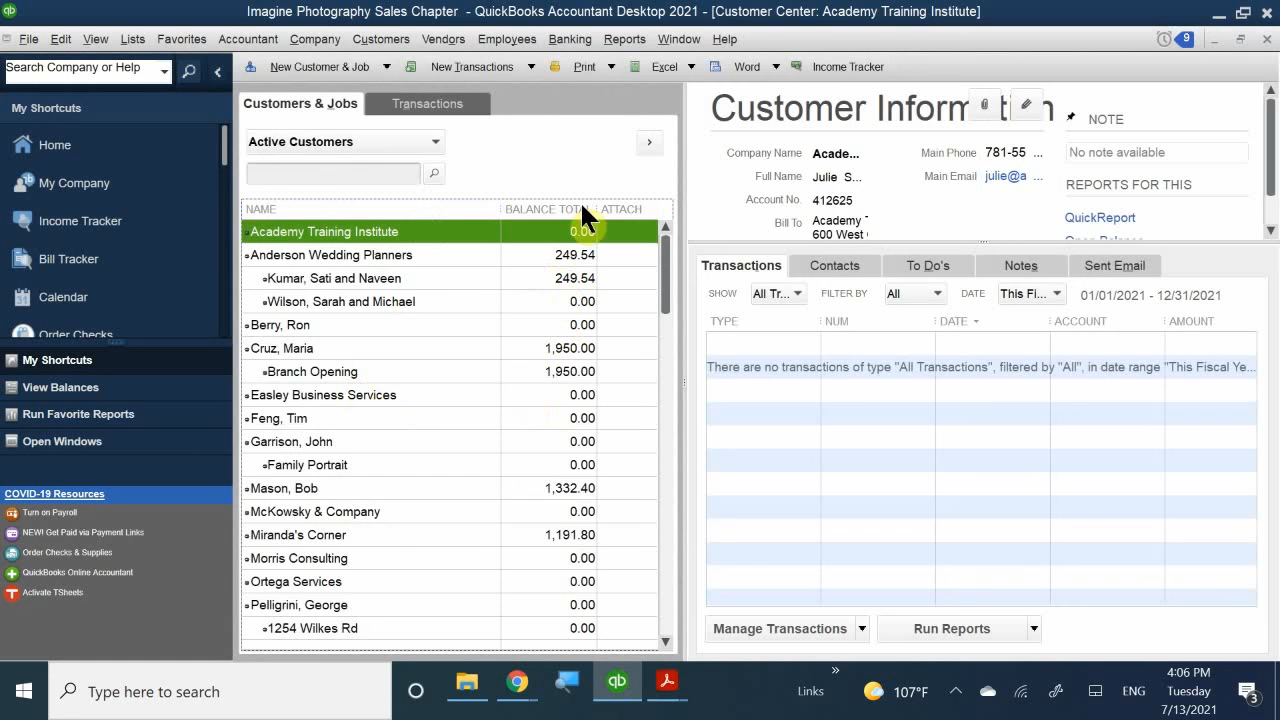 Imagine Photography Sales Chapter - QuickBooks Accountant Desktop 2021 - [Customer Center: Academy Training Institute]
File Edit View Lists Favorites Accountant Company Customers Vendors Employees Banking Reports Window Help
9
Search Company or Help
New Customer & Job New Transactions Print Excel Word Income Tracker
My Shortcuts
Home
My Company
Income Tracker
Bill Tracker
Calendar
Order Checks
My Shortcuts
View Balances
Run Favorite Reports
Open Windows
COVID-19 Resources
Turn on Payroll
NEW! Get Paid via Payment Links
Order Checks & Supplies
QuickBooks Online Accountant
Activate TSheets
Customers & Jobs Transactions
Active Customers
NAME BALANCE TOTAL ATTACH
Academy Training Institute 0.00
Anderson Wedding Planners 249.54
Kumar, Sati and Naveen 249.54
Wilson, Sarah and Michael 0.00
Berry, Ron 0.00
Cruz, Maria 1,950.00
Branch Opening 1,950.00
Easley Business Services 0.00
Feng, Tim 0.00
Garrison, John 0.00
Family Portrait 0.00
Mason, Bob 1,332.40
McKowsky & Company 0.00
Miranda's Corner 1,191.80
Morris Consulting 0.00
Ortega Services 0.00
Pelligrini, George 0.00
1254 Wilkes Rd 0.00
Customer Information
Company Name Acade...
Full Name Julie S...
Account No. 412625
Bill To Academy T
600 West
Main Phone 781-55 ...
Main Email julie@a ...
NOTE
No note available
REPORTS FOR THIS
QuickReport
Transactions Contacts To Do's Notes Sent Email
SHOW All Tr... FILTER BY All DATE This Fi... 01/01/2021 - 12/31/2021
TYPE NUM DATE ACCOUNT AMOUNT
There are no transactions of type "All Transactions", filtered by "All", in date range "This Fiscal Ye...
Manage Transactions Run Reports
Type here to search
Links
107°F
ENG
4:06 PM
Tuesday
7/13/2021
3